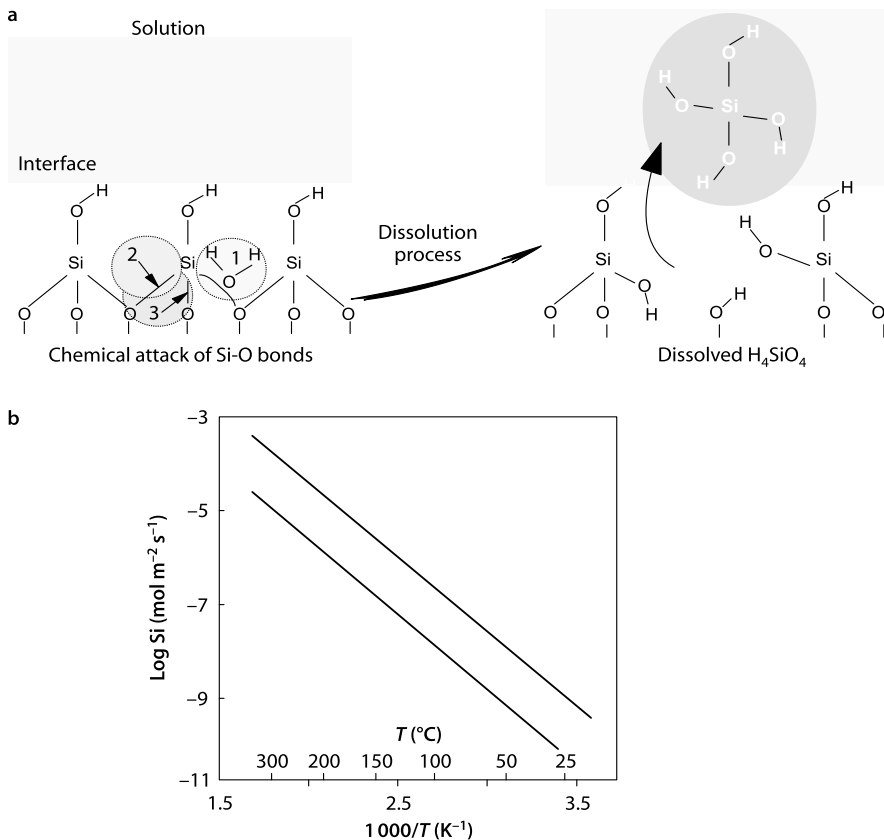 a
Solution
Interface
H H H
O O O
Si Si Si
2
H H
1
O
3
O O O O O O O
Chemical attack of Si-O bonds
Dissolution
process
H
O
H
O Si O
H
O
H
H
O O
H
O
Si Si
O
H
H
O
O O O O O O
Dissolved H₄SiO₄
b
Log Si (mol m⁻² s⁻¹)
−3
−5
−7
−9
−11
T (°C)
300 200 150 100 50 25
1.5 2.5 3.5
1 000/T (K⁻¹)